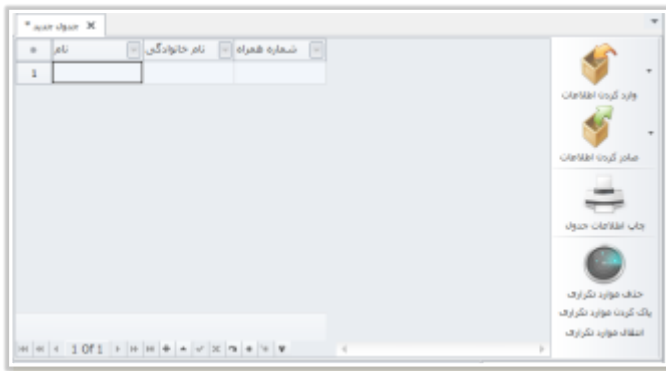 جدول جدید *
نام
نام خانوادگی
شماره همراه
1
وارد کردن اطلاعات
صادر کردن اطلاعات
چاپ اطلاعات جدول
حذف موارد تکراری
پاک کردن موارد تکراری
انتقال موارد تکراری
1 Of 1